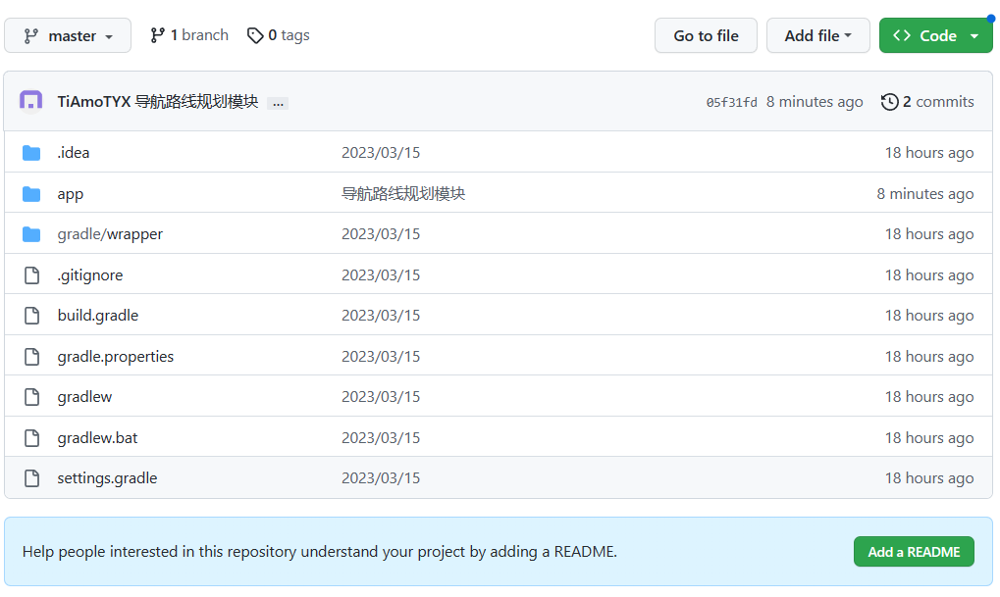 master 1 branch 0 tags Go to file Add file Code
TiAmoTYX 导航路线规划模块 ... 05f31fd 8 minutes ago 2 commits
.idea 2023/03/15 18 hours ago
app 导航路线规划模块 8 minutes ago
gradle/wrapper 2023/03/15 18 hours ago
.gitignore 2023/03/15 18 hours ago
build.gradle 2023/03/15 18 hours ago
gradle.properties 2023/03/15 18 hours ago
gradlew 2023/03/15 18 hours ago
gradlew.bat 2023/03/15 18 hours ago
settings.gradle 2023/03/15 18 hours ago
Help people interested in this repository understand your project by adding a README. Add a README